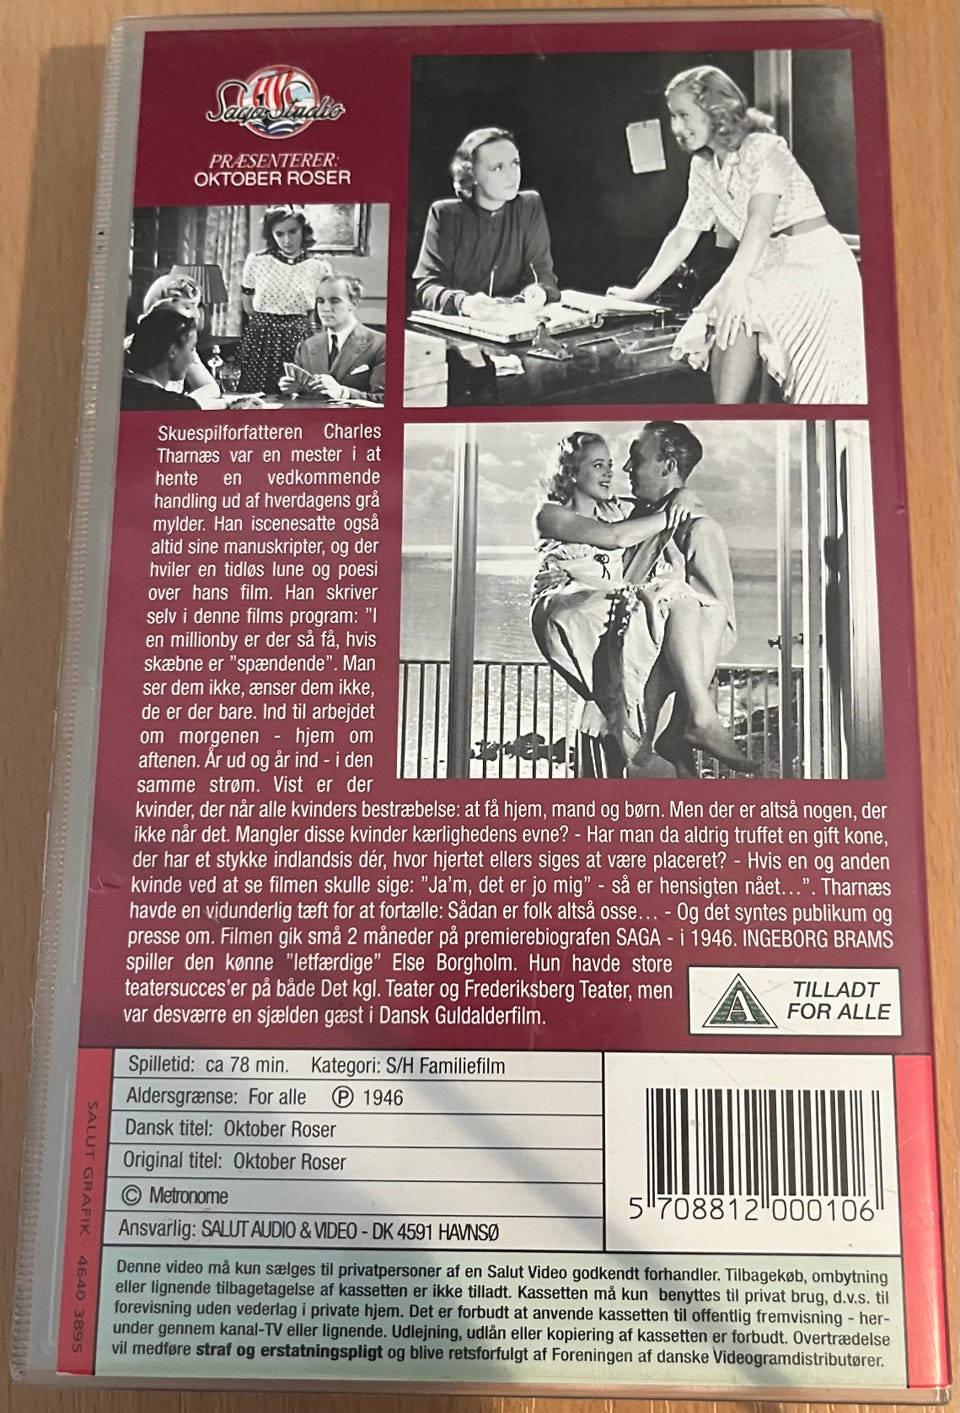 Saga Studio
PRÆSENTERER:
OKTOBER ROSER
Skuespilforfatteren Charles
Tharnæs var en mester i at
hente en vedkommende
handling ud af hverdagens grå
mylder. Han iscenesatte også
altid sine manuskripter, og der
hviler en tidløs lune og poesi
over hans film. Han skriver
selv i denne films program: "I
en millionby er der så få, hvis
skæbne er "spændende". Man
ser dem ikke, ænser dem ikke,
de er der bare. Ind til arbejdet
om morgenen - hjem om
aftenen. År ud og år ind - i den
samme strøm. Vist er der
kvinder, der når alle kvinders bestræbelse: at få hjem, mand og børn. Men der er altså nogen, der
ikke når det. Mangler disse kvinder kærlighedens evne? - Har man da aldrig truffet en gift kone,
der har et stykke indlandsis dér, hvor hjertet ellers siges at være placeret? - Hvis en og anden
kvinde ved at se filmen skulle sige: "Ja'm, det er jo mig" - så er hensigten nået...". Tharnæs
havde en vidunderlig tæft for at fortælle: Sådan er folk altså osse... - Og det syntes publikum og
presse om. Filmen gik små 2 måneder på premierebiografen SAGA - i 1946. INGEBORG BRAMS
spiller den kønne "letfærdige" Else Borgholm. Hun havde store
teatersucces'er på både Det kgl. Teater og Frederiksberg Teater, men
var desværre en sjælden gæst i Dansk Guldalderfilm.
A
TILLADT
FOR ALLE
Spilletid: ca 78 min. Kategori: S/H Familiefilm
Aldersgrænse: For alle Ⓟ 1946
Dansk titel: Oktober Roser
Original titel: Oktober Roser
© Metronome
Ansvarlig: SALUT AUDIO & VIDEO - DK 4591 HAVNSØ
5 708812 000106
SALUT GRAFIK 4640 3895
Denne video må kun sælges til privatpersoner af en Salut Video godkendt forhandler. Tilbagekøb, ombytning
eller lignende tilbagetagelse af kassetten er ikke tilladt. Kassetten må kun benyttes til privat brug, d.v.s. til
forevisning uden vederlag i private hjem. Det er forbudt at anvende kassetten til offentlig fremvisning - her-
under gennem kanal-TV eller lignende. Udlejning, udlån eller kopiering af kassetten er forbudt. Overtrædelse
vil medføre straf og erstatningspligt og blive retsforfulgt af Foreningen af danske Videogramdistributører.